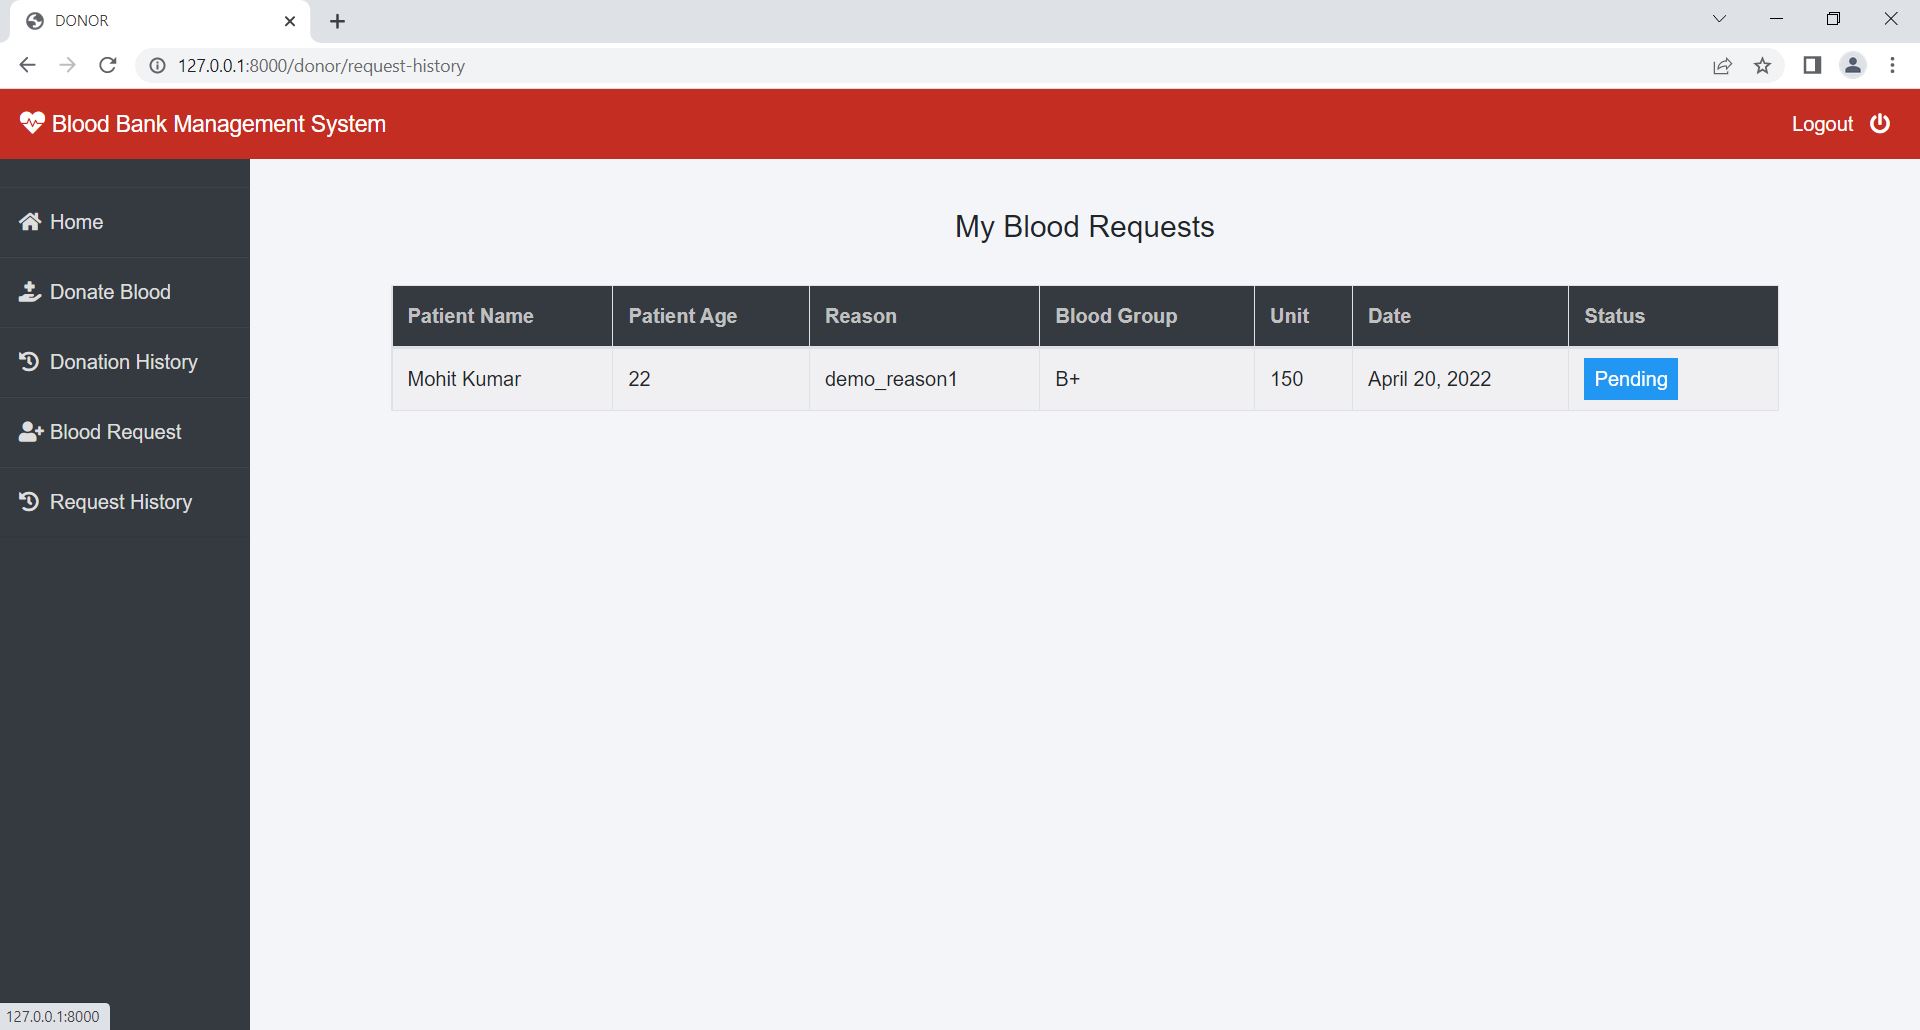 DONOR
127.0.0.1:8000/donor/request-history
Blood Bank Management System
Logout
Home
Donate Blood
Donation History
Blood Request
Request History
My Blood Requests
Patient Name Patient Age Reason Blood Group Unit Date Status
Mohit Kumar 22 demo_reason1 B+ 150 April 20, 2022 Pending
127.0.0.1:8000